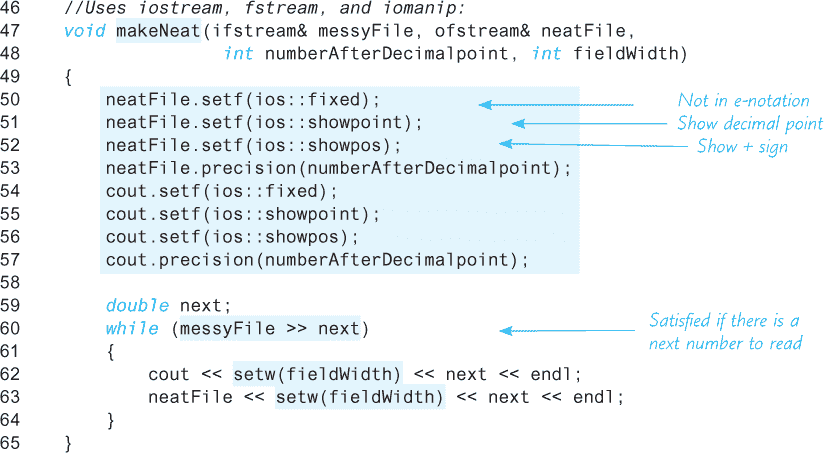 46 //Uses iostream, fstream, and iomanip:
47 void makeNeat(ifstream& messyFile, ofstream& neatFile,
48 int numberAfterDecimalpoint, int fieldWidth)
49 {
50 neatFile.setf(ios::fixed); Not in e-notation
51 neatFile.setf(ios::showpoint); Show decimal point
52 neatFile.setf(ios::showpos); Show + sign
53 neatFile.precision(numberAfterDecimalpoint);
54 cout.setf(ios::fixed);
55 cout.setf(ios::showpoint);
56 cout.setf(ios::showpos);
57 cout.precision(numberAfterDecimalpoint);
58
59 double next;
60 while (messyFile >> next) Satisfied if there is a
next number to read
61 {
62 cout << setw(fieldWidth) << next << endl;
63 neatFile << setw(fieldWidth) << next << endl;
64 }
65 }